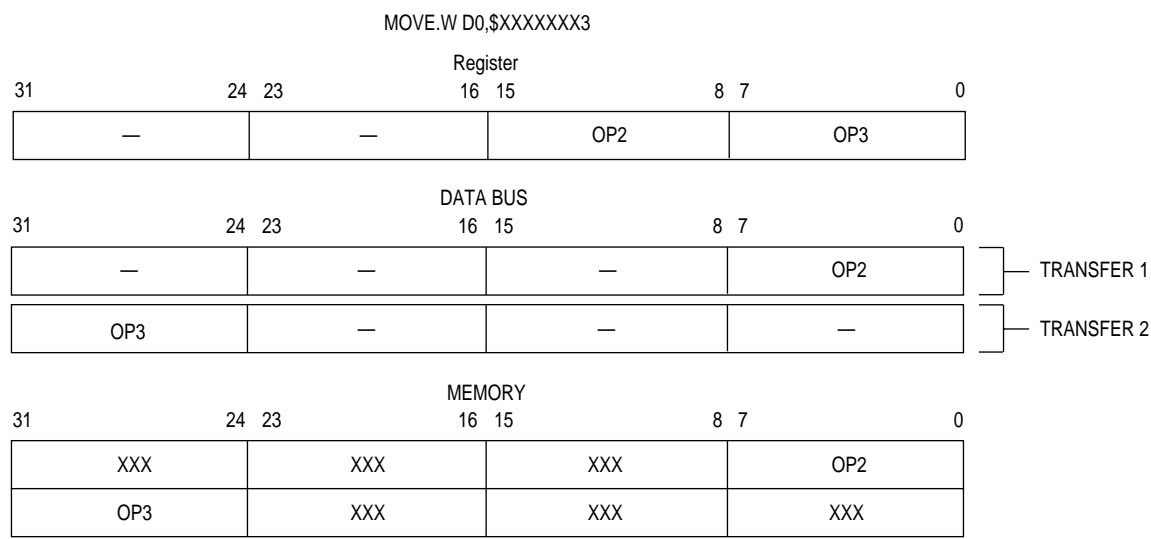 MOVE.W D0,$XXXXXXX3
Register
31 24 23 16 15 8 7 0
— — OP2 OP3
DATA BUS
31 24 23 16 15 8 7 0
— — — OP2 TRANSFER 1
OP3 — — — TRANSFER 2
MEMORY
31 24 23 16 15 8 7 0
XXX XXX XXX OP2
OP3 XXX XXX XXX